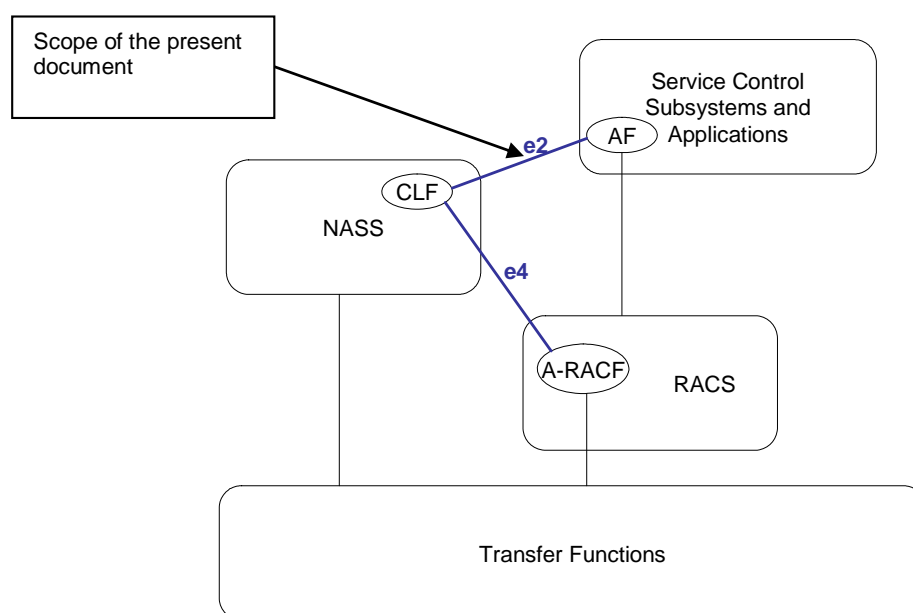 Scope of the present
document
Service Control
Subsystems and
Applications
AF
e2
CLF
NASS
e4
A-RACF
RACS
Transfer Functions